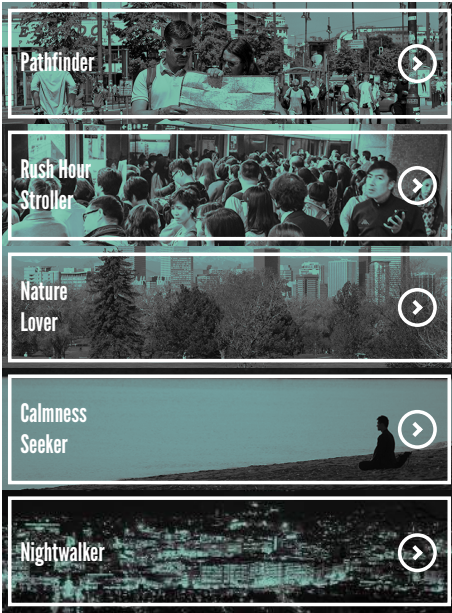 Pathfinder
Rush Hour
Stroller
Nature
Lover
Calmness
Seeker
Nightwalker